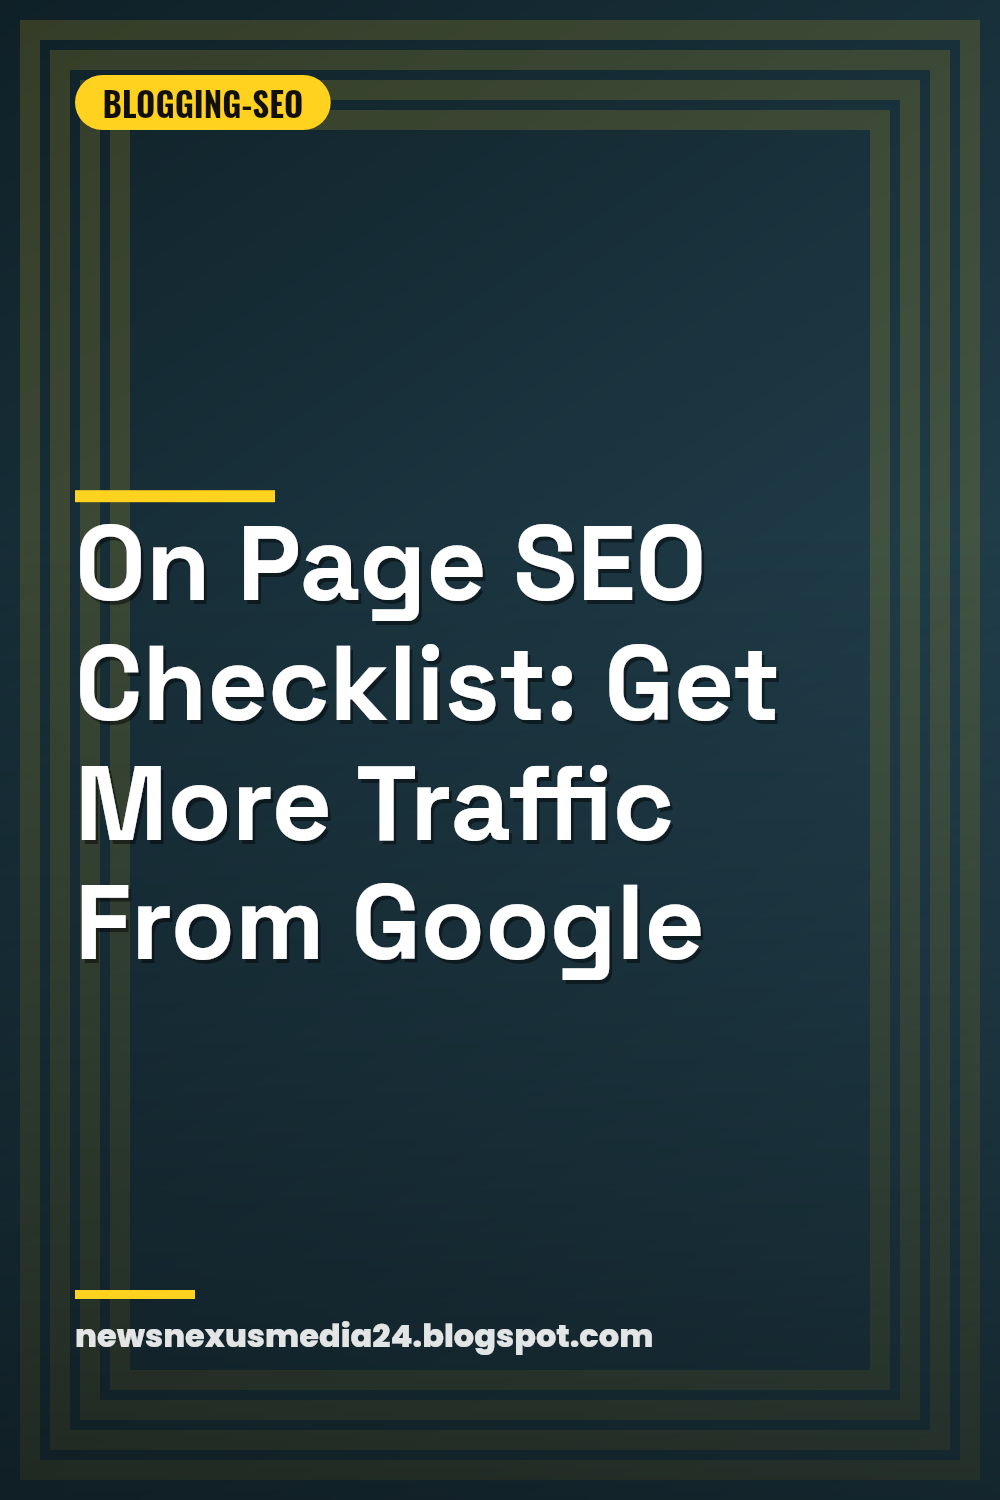 BLOGGING-SEO
On Page SEO
Checklist: Get
More Traffic
From Google
newsnexusmedia24.blogspot.com